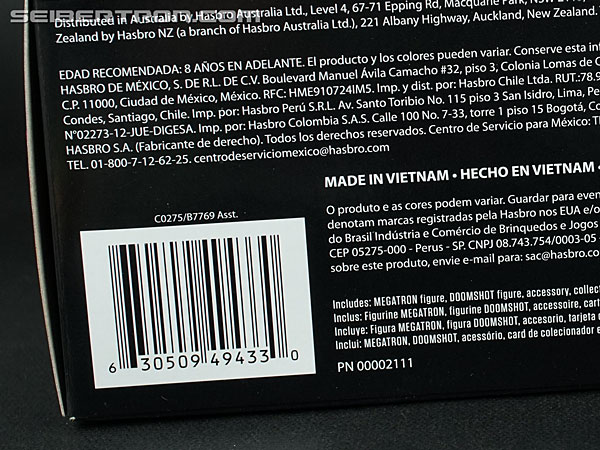 SEIBERTRON.COM
Distributed in Australia by Hasbro Australia Ltd., Level 4, 67-71 Epping Rd, Macquarie Park
Zealand by Hasbro NZ (a branch of Hasbro Australia Ltd.), 221 Albany Highway, Auckland, New Zealand.
EDAD RECOMENDADA: 8 AÑOS EN ADELANTE. El producto y los colores pueden variar. Conserve esta
HASBRO DE MÉXICO, S. DE R.L. DE C.V. Boulevard Manuel Ávila Camacho #32, piso 3, Colonia Lomas de
C.P. 11000, Ciudad de México, México. RFC: HME910724IM5. Imp. y dist. por: Hasbro Chile Ltd. RUT:78.9
Condes, Santiago, Chile. Imp. por: Hasbro Perú S.R.L. Av. Santo Toribio No. 115 piso 3 San Isidro, Lima, Per
N°02273-12-JUE-DIGESA. Imp. por: Hasbro Colombia S.A.S. Calle 100 No. 7-33, torre 1 piso 15 Bogotá, Co
HASBRO S.A. (Fabricante de derecho). Todos los derechos reservados. Centro de Servicio para México: T
TEL. 01-800-7-12-62-25. centrodeserviciomexico@hasbro.com
MADE IN VIETNAM • HECHO EN VIETNAM •
O produto e as cores podem variar. Guardar para even
denotam marcas registradas pela Hasbro nos EUA e/o
do Brasil Indústria e Comércio de Brinquedos e Jogos
CEP 05275-000 - Perus - SP. CNPJ 08.743.754/0003-05
sobre este produto, envie e-mail para: sac@hasbro.co
C0275/B7769 Asst.
6 30509 49433 0
Includes: MEGATRON figure, DOOMSHOT figure, accessory, collect
Inclus: Figurine MEGATRON, figurine DOOMSHOT, accessoire, cart
Incluye: Figura MEGATRON, figura DOOMSHOT, accesorio, tarjeta
Inclui: MEGATRON, DOOMSHOT, acessório, card de colecionador e
PN 00002111